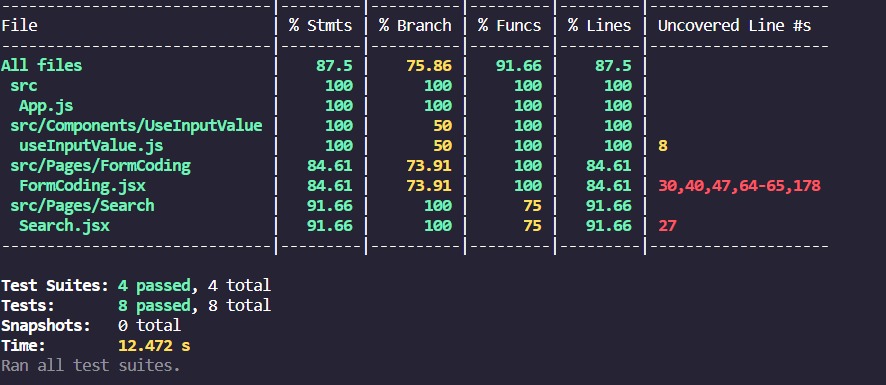 ----------------------------|---------|----------|---------|---------|-------------------
File                        | % Stmts | % Branch | % Funcs | % Lines | Uncovered Line #s
----------------------------|---------|----------|---------|---------|-------------------
All files                   |    87.5 |    75.86 |   91.66 |    87.5 |
 src                        |     100 |      100 |     100 |     100 |
  App.js                    |     100 |      100 |     100 |     100 |
 src/Components/UseInputValue |     100 |       50 |     100 |     100 |
  useInputValue.js          |     100 |       50 |     100 |     100 | 8
 src/Pages/FormCoding       |   84.61 |    73.91 |     100 |   84.61 |
  FormCoding.jsx            |   84.61 |    73.91 |     100 |   84.61 | 30,40,47,64-65,178
 src/Pages/Search           |   91.66 |      100 |      75 |   91.66 |
  Search.jsx                |   91.66 |      100 |      75 |   91.66 | 27
----------------------------|---------|----------|---------|---------|-------------------
Test Suites: 4 passed, 4 total
Tests:       8 passed, 8 total
Snapshots:   0 total
Time:        12.472 s
Ran all test suites.